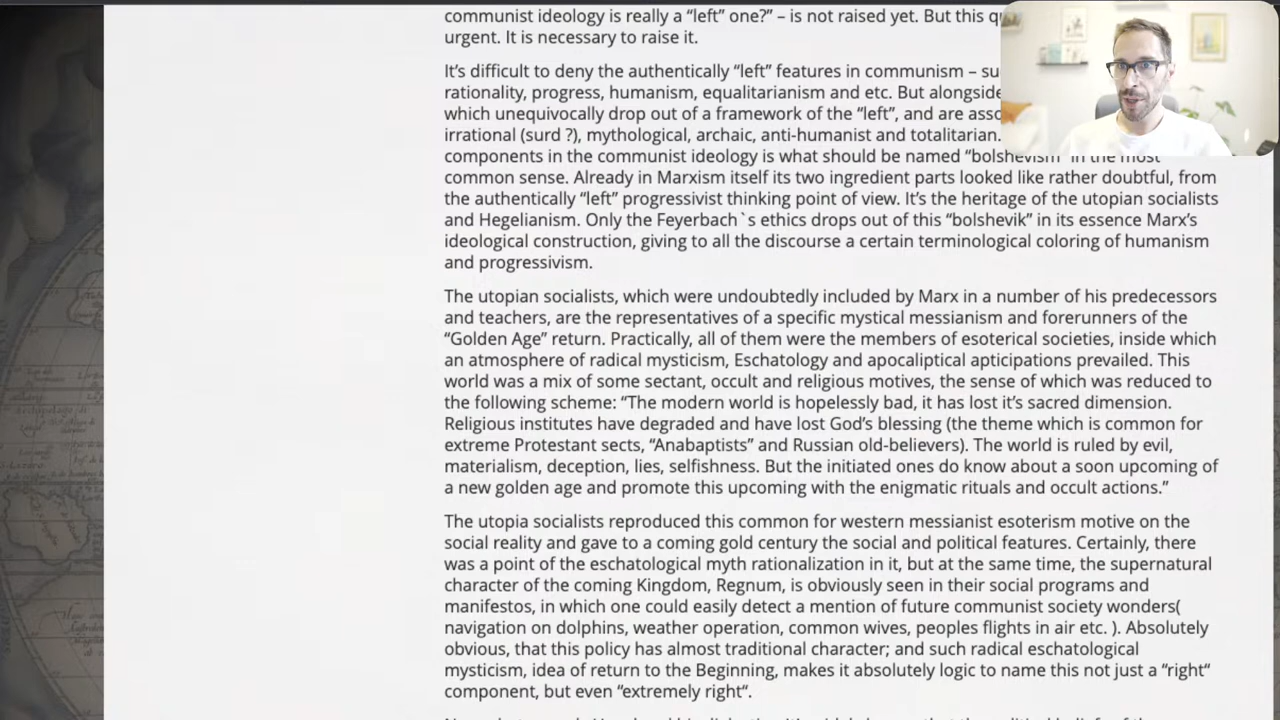 communist ideology is really a “left” one?” – is not raised yet. But this
urgent. It is necessary to raise it.
It’s difficult to deny the authentically “left” features in communism –
rationality, progress, humanism, equalitarianism and etc. But alongside
which unequivocally drop out of a framework of the “left”, and are
irrational (surd ?), mythological, archaic, anti-humanist and totalitarian.
components in the communist ideology is what should be named “bolshevism” in the most
common sense. Already in Marxism itself its two ingredient parts looked like rather doubtful, from
the authentically “left” progressivist thinking point of view. It’s the heritage of the utopian socialists
and Hegelianism. Only the Feyerbach`s ethics drops out of this “bolshevik” in its essence Marx’s
ideological construction, giving to all the discourse a certain terminological coloring of humanism
and progressivism.
The utopian socialists, which were undoubtedly included by Marx in a number of his predecessors
and teachers, are the representatives of a specific mystical messianism and forerunners of the
“Golden Age” return. Practically, all of them were the members of esoterical societies, inside which
an atmosphere of radical mysticism, Eschatology and apocaliptical apticipations prevailed. This
world was a mix of some sectant, occult and religious motives, the sense of which was reduced to
the following scheme: “The modern world is hopelessly bad, it has lost it’s sacred dimension.
Religious institutes have degraded and have lost God’s blessing (the theme which is common for
extreme Protestant sects, “Anabaptists” and Russian old-believers). The world is ruled by evil,
materialism, deception, lies, selfishness. But the initiated ones do know about a soon upcoming of
a new golden age and promote this upcoming with the enigmatic rituals and occult actions.”
The utopia socialists reproduced this common for western messianist esoterism motive on the
social reality and gave to a coming gold century the social and political features. Certainly, there
was a point of the eschatological myth rationalization in it, but at the same time, the supernatural
character of the coming Kingdom, Regnum, is obviously seen in their social programs and
manifestos, in which one could easily detect a mention of future communist society wonders(
navigation on dolphins, weather operation, common wives, peoples flights in air etc. ). Absolutely
obvious, that this policy has almost traditional character; and such radical eschatological
mysticism, idea of return to the Beginning, makes it absolutely logic to name this not just a “right“
component, but even “extremely right“.